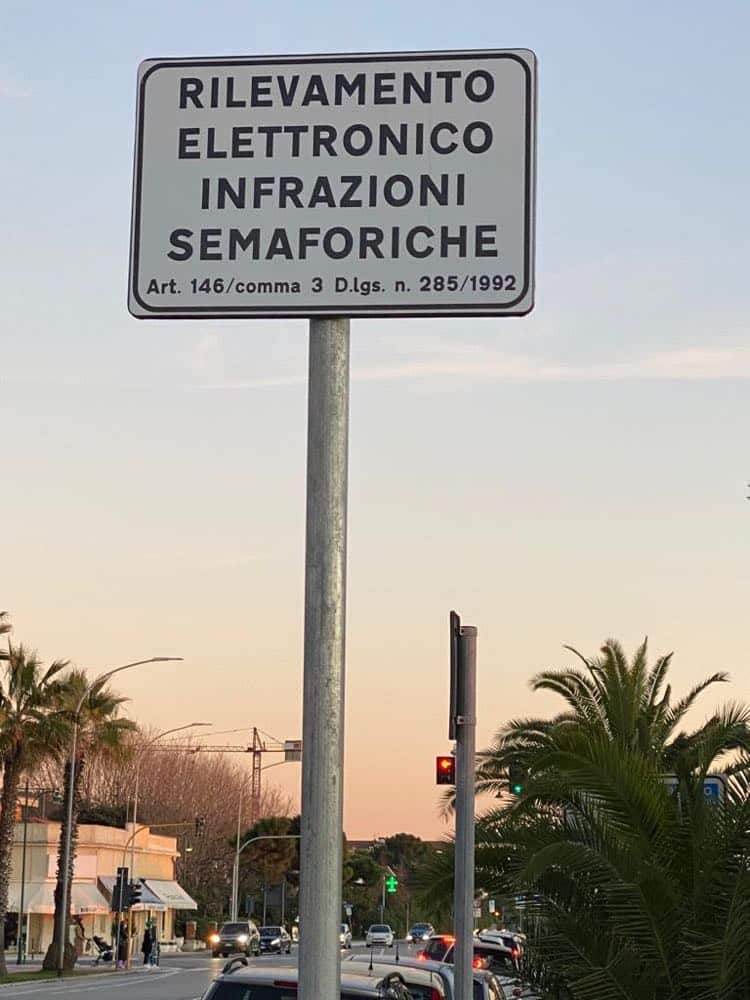 RILEVAMENTO
ELETTRONICO
INFRAZIONI
SEMAFORICHE
Art. 146/comma 3 D.lgs. n. 285/1992